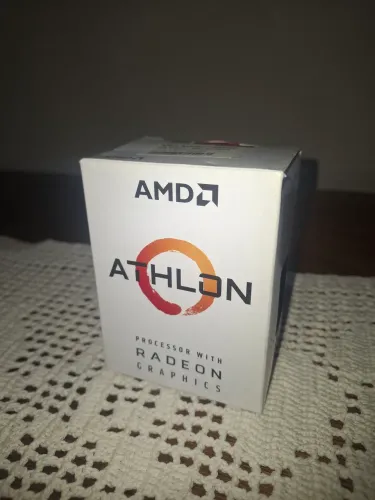 AMD
ATHLON
PROCESSOR WITH
RADEON
GRAPHICS